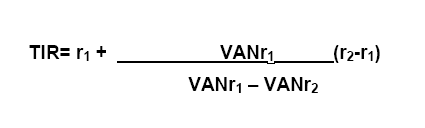 TIR= r₁ + VANr₁ (r₂-r₁)
VANr₁ – VANr₂